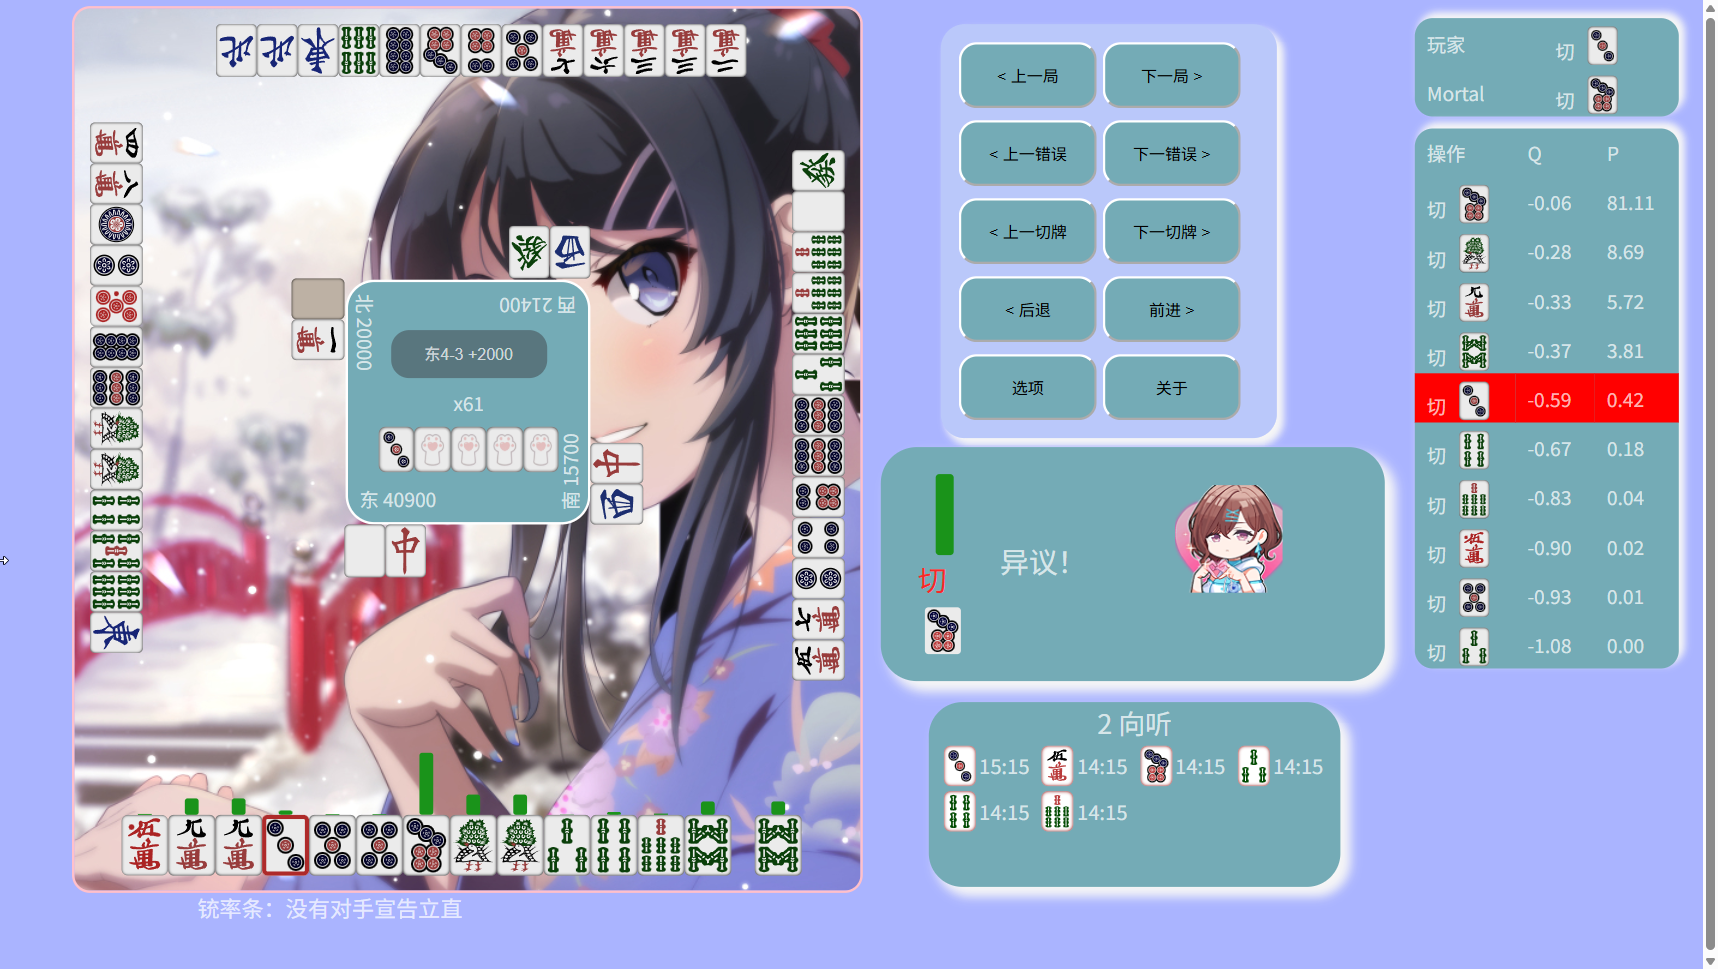 北 20000
西 21400
东4-3 +2000
x61
东 40900
南 15700
铳率条：没有对手宣告立直
< 上一局
下一局 >
< 上一错误
下一错误 >
< 上一切牌
下一切牌 >
< 后退
前进 >
选项
关于
切
异议！
2 向听
15:15 14:15 14:15 14:15
14:15 14:15
玩家 切
Mortal 切
操作 Q P
切 -0.06 81.11
切 -0.28 8.69
切 -0.33 5.72
切 -0.37 3.81
切 -0.59 0.42
切 -0.67 0.18
切 -0.83 0.04
切 -0.90 0.02
切 -0.93 0.01
切 -1.08 0.00